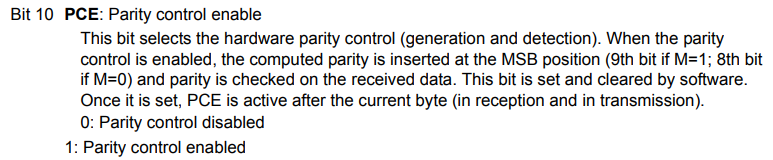 Bit 10 PCE: Parity control enable
This bit selects the hardware parity control (generation and detection). When the parity
control is enabled, the computed parity is inserted at the MSB position (9th bit if M=1; 8th bit
if M=0) and parity is checked on the received data. This bit is set and cleared by software.
Once it is set, PCE is active after the current byte (in reception and in transmission).
0: Parity control disabled
1: Parity control enabled